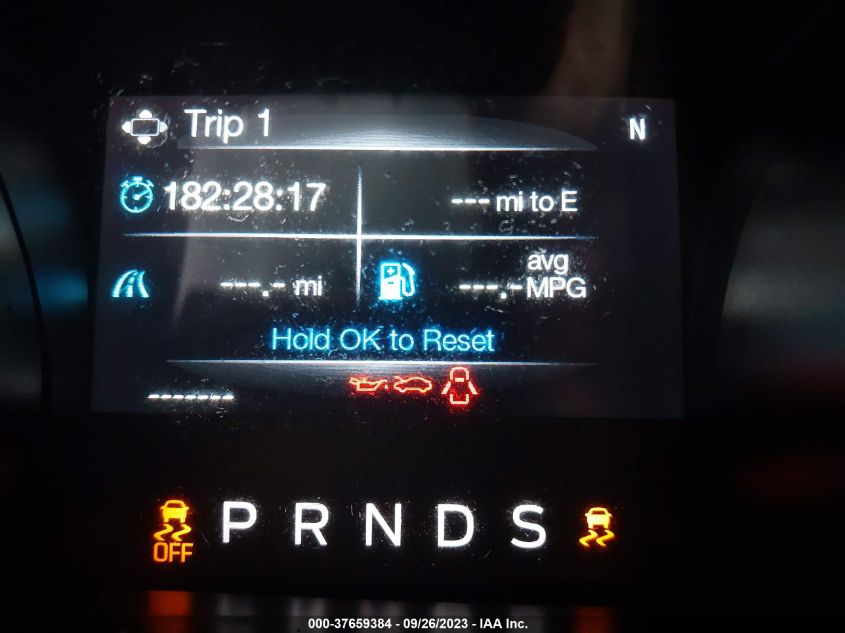 Trip 1 N
182:28:17 --- mi to E
---.- mi ---.- avg MPG
Hold OK to Reset
------
OFF P R N D S
000-37659384 - 09/26/2023 - IAA Inc.